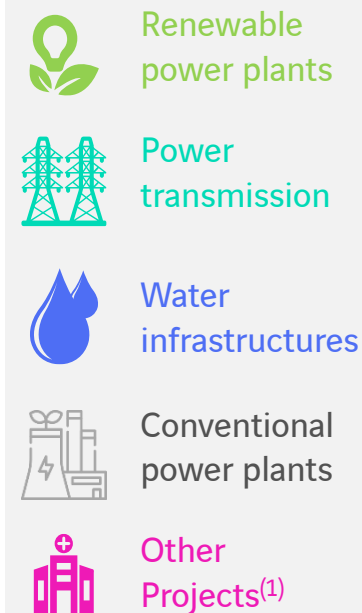 Renewable
power plants
Power
transmission
Water
infrastructures
Conventional
power plants
Other
Projects(1)